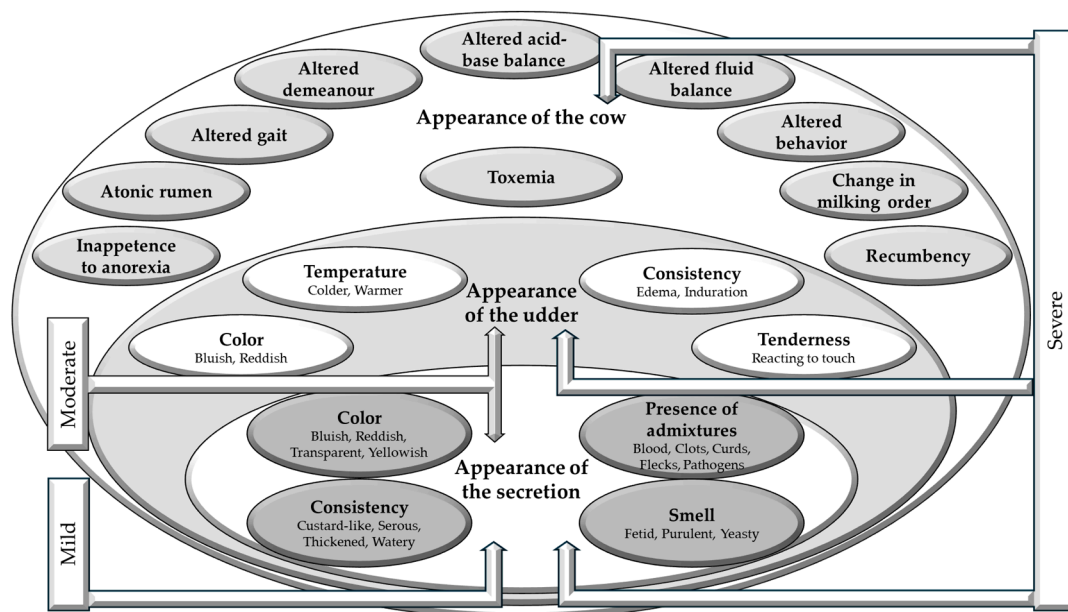 Altered acid-
base balance
Altered
demeanour
Altered fluid
balance
Appearance of the cow
Altered gait
Altered
behavior
Atonic rumen
Toxemia
Change in
milking order
Inappetence
to anorexia
Recumbency
Temperature
Colder, Warmer
Consistency
Edema, Induration
Appearance
of the udder
Color
Bluish, Reddish
Tenderness
Reacting to touch
Severe
Moderate
Color
Bluish, Reddish,
Transparent, Yellowish
Presence of
admixtures
Blood, Clots, Curds,
Flecks, Pathogens
Appearance of
the secretion
Consistency
Custard-like, Serous,
Thickened, Watery
Smell
Fetid, Purulent, Yeasty
Mild